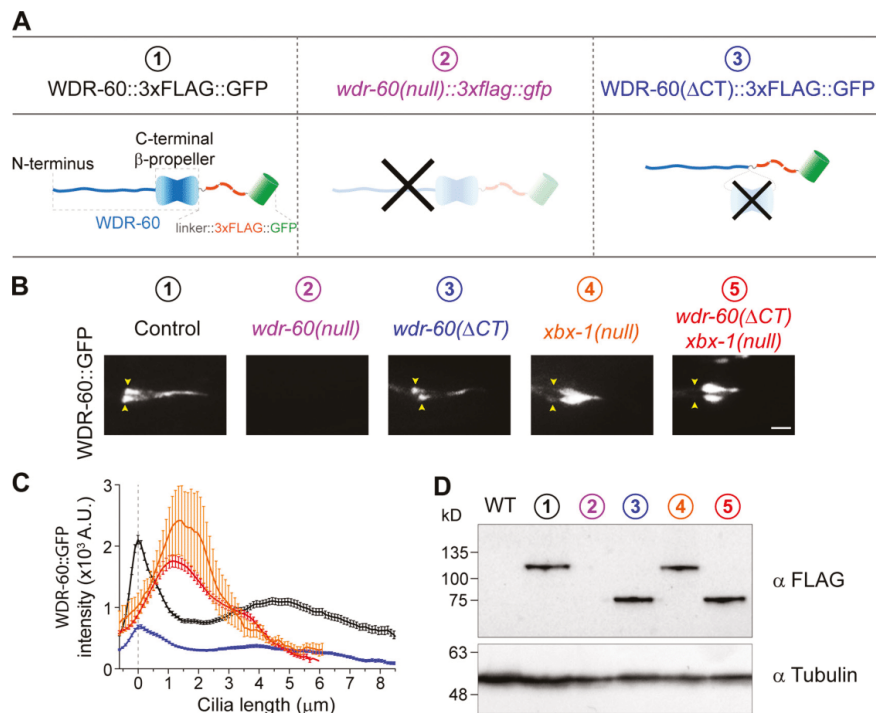 A
① ② ③
WDR-60::3xFLAG::GFP wdr-60(null)::3xflag::gfp WDR-60(ΔCT)::3xFLAG::GFP
C-terminal
β-propeller
N-terminus
WDR-60
linker::3xFLAG::GFP
B
① ② ③ ④ ⑤
Control wdr-60(null) wdr-60(ΔCT) xbx-1(null) wdr-60(ΔCT)
xbx-1(null)
WDR-60::GFP
C
WDR-60::GFP
intensity (x10³ A.U.)
3
2
1
0
0 1 2 3 4 5 6 7 8
Cilia length (μm)
D
WT ① ② ③ ④ ⑤
kD
135
100
75
α FLAG
63
48
α Tubulin